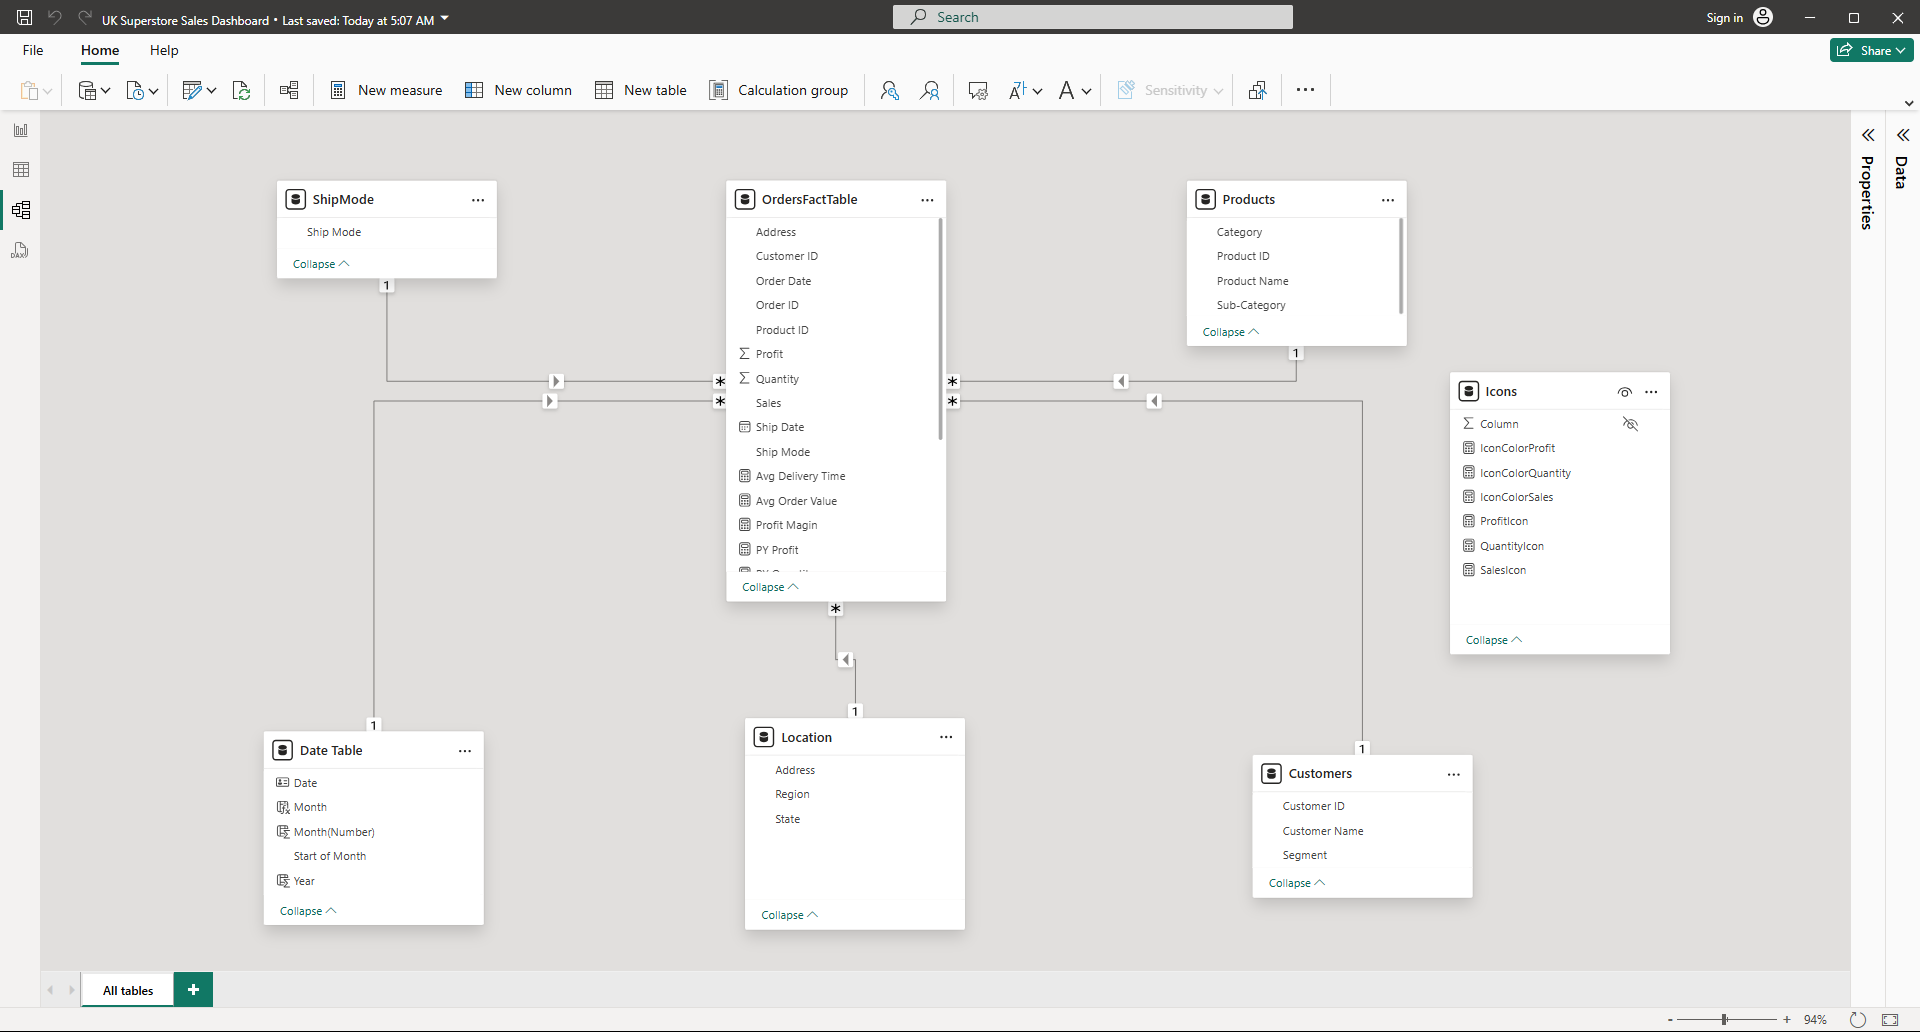 UK Superstore Sales Dashboard • Last saved: Today at 5:07 AM
Search
Sign in
File
Home
Help
Share
New measure
New column
New table
Calculation group
Sensitivity
ShipMode
Ship Mode
Collapse
1
OrdersFactTable
Address
Customer ID
Order Date
Order ID
Product ID
Profit
Quantity
Sales
Ship Date
Ship Mode
Avg Delivery Time
Avg Order Value
Profit Magin
PY Profit
Collapse
*
*
*
*
*
Products
Category
Product ID
Product Name
Sub-Category
Collapse
1
Icons
Column
IconColorProfit
IconColorQuantity
IconColorSales
ProfitIcon
QuantityIcon
SalesIcon
Collapse
1
Date Table
Date
Month
Month(Number)
Start of Month
Year
Collapse
1
Location
Address
Region
State
Collapse
1
Customers
Customer ID
Customer Name
Segment
Collapse
Properties
Data
DAX
All tables
+
- + 94%